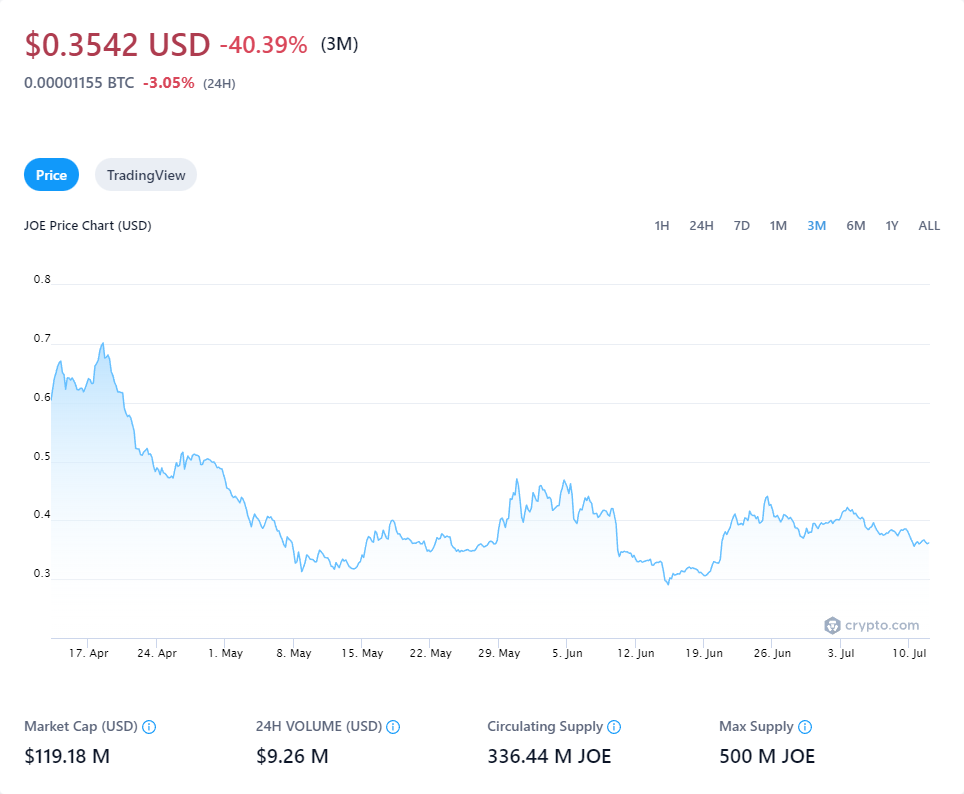 $0.3542 USD -40.39% (3M)
0.00001155 BTC -3.05% (24H)
Price TradingView
JOE Price Chart (USD) 1H 24H 7D 1M 3M 6M 1Y ALL
0.8
0.7
0.6
0.5
0.4
0.3
crypto.com
17. Apr 24. Apr 1. May 8. May 15. May 22. May 29. May 5. Jun 12. Jun 19. Jun 26. Jun 3. Jul 10. Jul
Market Cap (USD) 24H VOLUME (USD) Circulating Supply Max Supply
$119.18 M $9.26 M 336.44 M JOE 500 M JOE